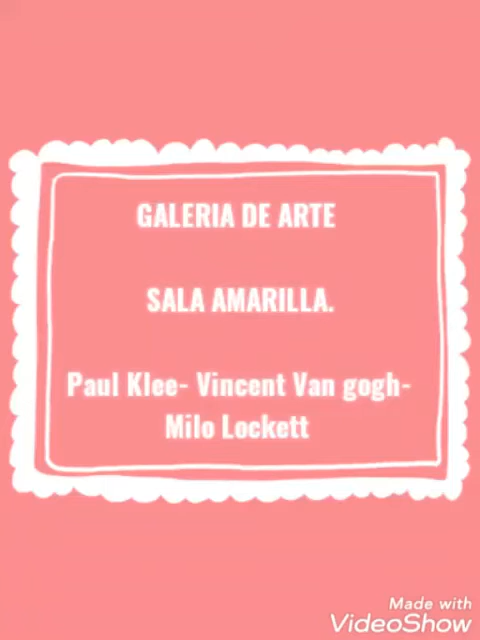 GALERIA DE ARTE
SALA AMARILLA.
Paul Klee- Vincent Van gogh-
Milo Lockett
Made with
VideoShow